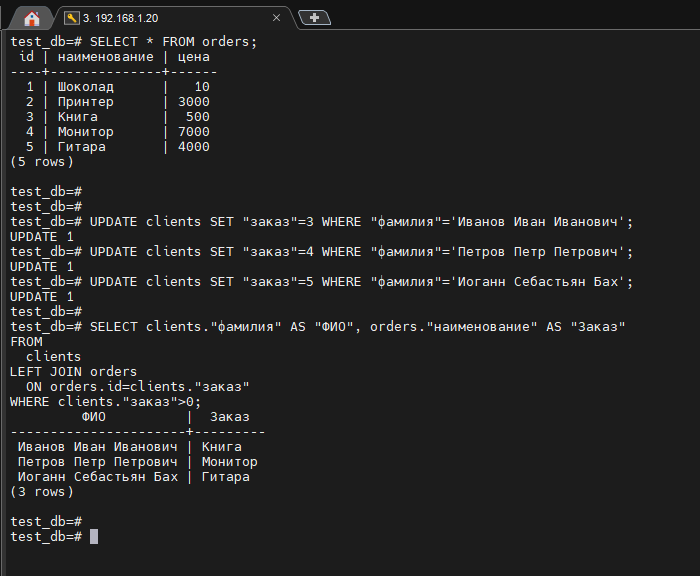 3. 192.168.1.20
test_db=# SELECT * FROM orders;
 id | наименование | цена
----+--------------+------
  1 | Шоколад      |   10
  2 | Принтер      | 3000
  3 | Книга        |  500
  4 | Монитор      | 7000
  5 | Гитара       | 4000
(5 rows)
test_db=#
test_db=#
test_db=# UPDATE clients SET "заказ"=3 WHERE "фамилия"='Иванов Иван Иванович';
UPDATE 1
test_db=# UPDATE clients SET "заказ"=4 WHERE "фамилия"='Петров Петр Петрович';
UPDATE 1
test_db=# UPDATE clients SET "заказ"=5 WHERE "фамилия"='Иоганн Себастьян Бах';
UPDATE 1
test_db=#
test_db=# SELECT clients."фамилия" AS "ФИО", orders."наименование" AS "Заказ"
FROM
  clients
LEFT JOIN orders
  ON orders.id=clients."заказ"
WHERE clients."заказ">0;
         ФИО          |  Заказ
----------------------+---------
 Иванов Иван Иванович | Книга
 Петров Петр Петрович | Монитор
 Иоганн Себастьян Бах | Гитара
(3 rows)
test_db=#
test_db=#